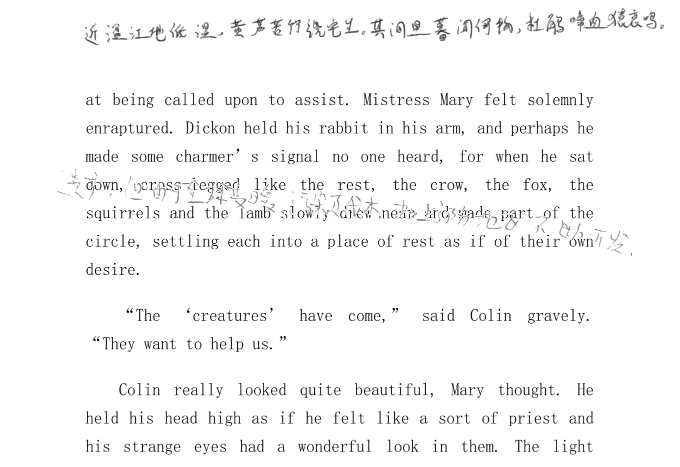 近湓江地低湿，黄芦苦竹绕宅生。其间旦暮闻何物，杜鹃啼血猿哀鸣。
at being called upon to assist. Mistress Mary felt solemnly
enraptured. Dickon held his rabbit in his arm, and perhaps he
made some charmer’s signal no one heard, for when he sat
down, cross-legged like the rest, the crow, the fox, the
squirrels and the lamb slowly drew near and made part of the
circle, settling each into a place of rest as if of their own
desire.
“The ‘creatures’ have come,” said Colin gravely.
“They want to help us.”
Colin really looked quite beautiful, Mary thought. He
held his head high as if he felt like a sort of priest and
his strange eyes had a wonderful look in them. The light